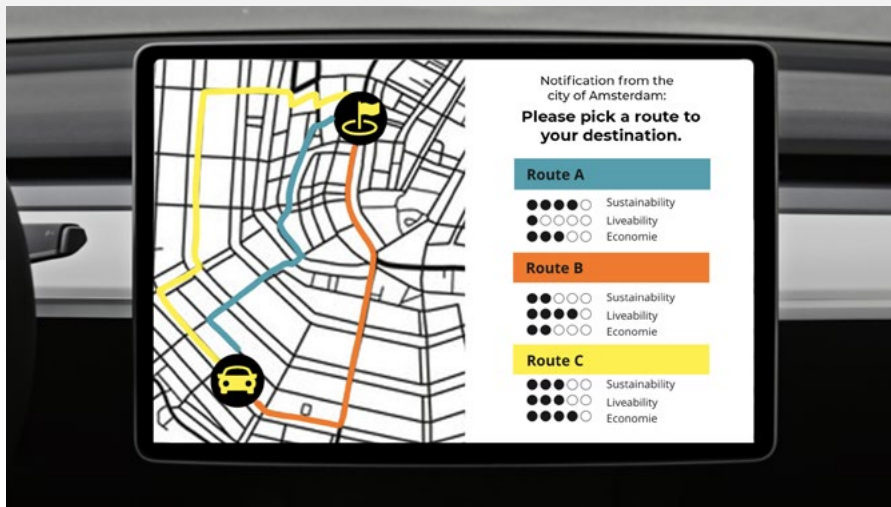 Notification from the
city of Amsterdam:
Please pick a route to
your destination.
Route A
Sustainability
Liveability
Economie
Route B
Sustainability
Liveability
Economie
Route C
Sustainability
Liveability
Economie